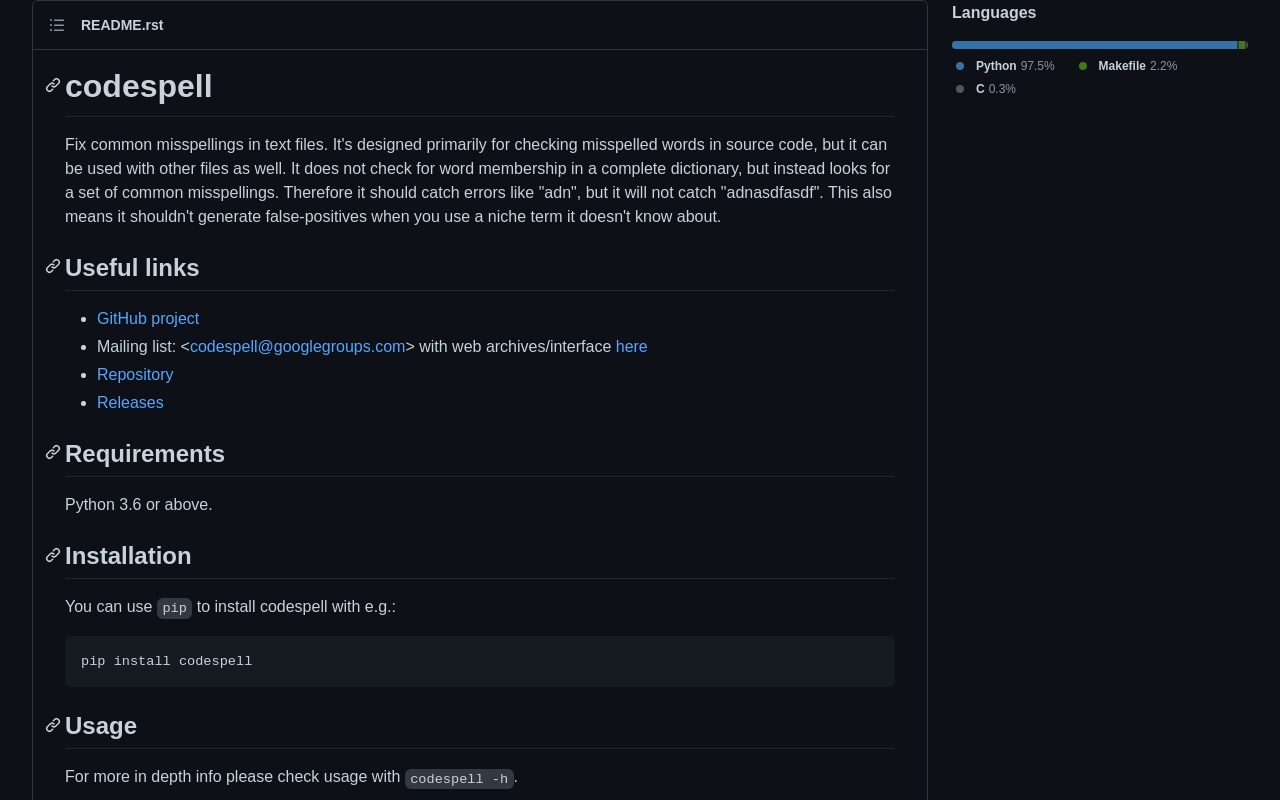 README.rst
codespell
Fix common misspellings in text files. It's designed primarily for checking misspelled words in source code, but it can
be used with other files as well. It does not check for word membership in a complete dictionary, but instead looks for
a set of common misspellings. Therefore it should catch errors like "adn", but it will not catch "adnasdfasdf". This also
means it shouldn't generate false-positives when you use a niche term it doesn't know about.
Useful links
GitHub project
Mailing list: <codespell@googlegroups.com> with web archives/interface here
Repository
Releases
Requirements
Python 3.6 or above.
Installation
You can use pip to install codespell with e.g.:
pip install codespell
Usage
For more in depth info please check usage with codespell -h.
Languages
Python 97.5% Makefile 2.2%
C 0.3%